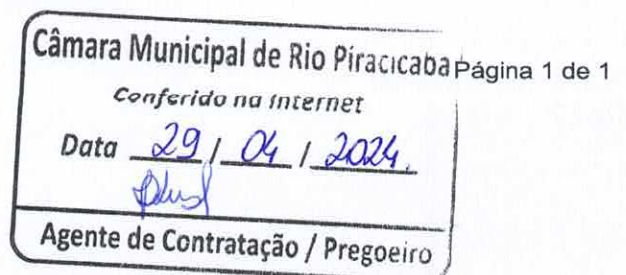 Câmara Municipal de Rio Piracicaba Página 1 de 1
Conferido na Internet
Data 29 / 04 / 2024.
Agente de Contratação / Pregoeiro